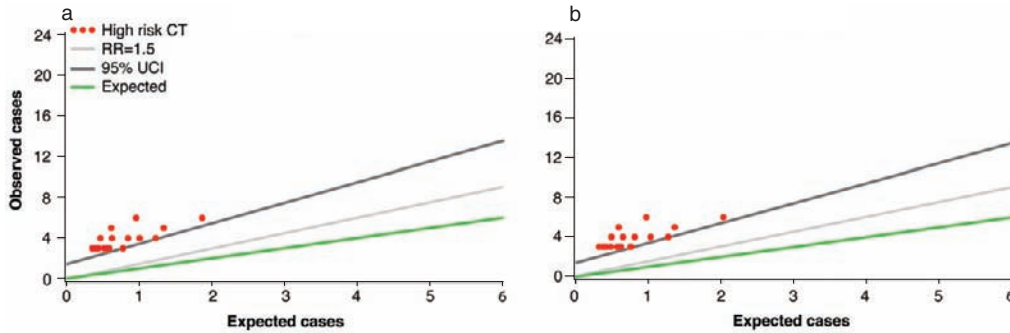 a
High risk CT
RR=1.5
95% UCI
Expected
24
20
16
12
8
4
0
Observed cases
0 1 2 3 4 5 6
Expected cases
b
24
20
16
12
8
4
0
0 1 2 3 4 5 6
Expected cases